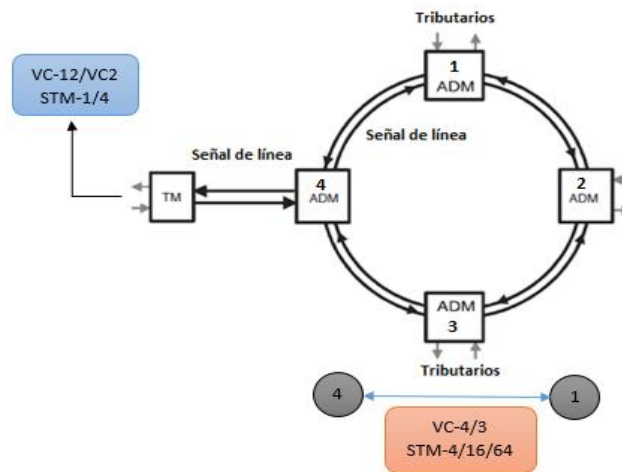 Tributarios
1
ADM
VC-12/VC2
STM-1/4
Señal de línea
Señal de línea
TM
4
ADM
2
ADM
ADM
3
Tributarios
4
1
VC-4/3
STM-4/16/64